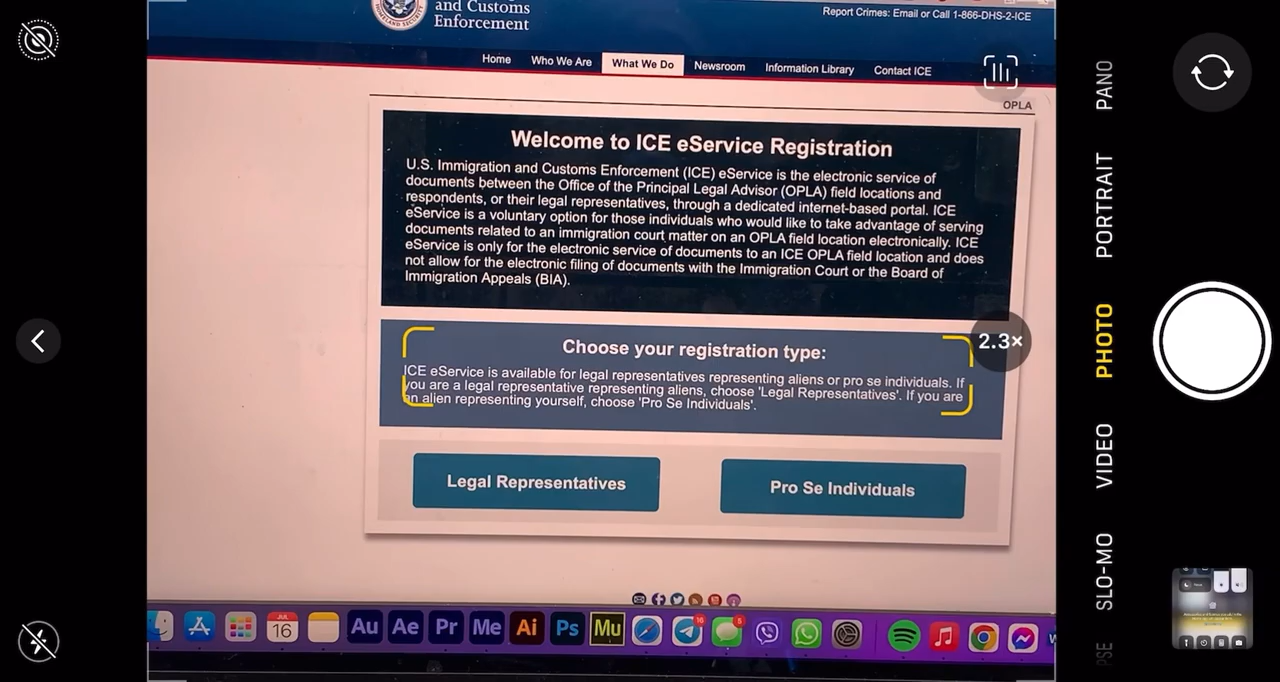 and Customs
Enforcement
Report Crimes: Email or Call 1-866-DHS-2-ICE
Home Who We Are What We Do Newsroom Information Library Contact ICE
OPLA
Welcome to ICE eService Registration
U.S. Immigration and Customs Enforcement (ICE) eService is the electronic service of
documents between the Office of the Principal Legal Advisor (OPLA) field locations and
respondents, or their legal representatives, through a dedicated internet-based portal. ICE
eService is a voluntary option for those individuals who would like to take advantage of serving
documents related to an immigration court matter on an OPLA field location electronically. ICE
eService is only for the electronic service of documents to an ICE OPLA field location and does
not allow for the electronic filing of documents with the Immigration Court or the Board of
Immigration Appeals (BIA).
Choose your registration type:
ICE eService is available for legal representatives representing aliens or pro se individuals. If
you are a legal representative representing aliens, choose 'Legal Representatives'. If you are
an alien representing yourself, choose 'Pro Se Individuals'.
Legal Representatives
Pro Se Individuals
2.3×
JUL
16
Au Ae Pr Me Ai Ps Mu
16
5
PANO
PORTRAIT
PHOTO
VIDEO
SLO-MO
PSE